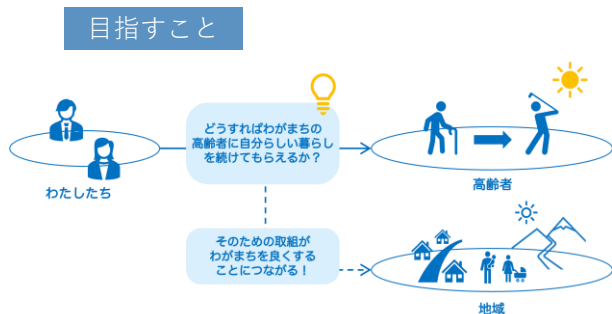 目指すこと
どうすればわがまちの
高齢者に自分らしい暮らし
を続けてもらえるか？
わたしたち
高齢者
そのための取組が
わがまちを良くする
ことにつながる！
地域